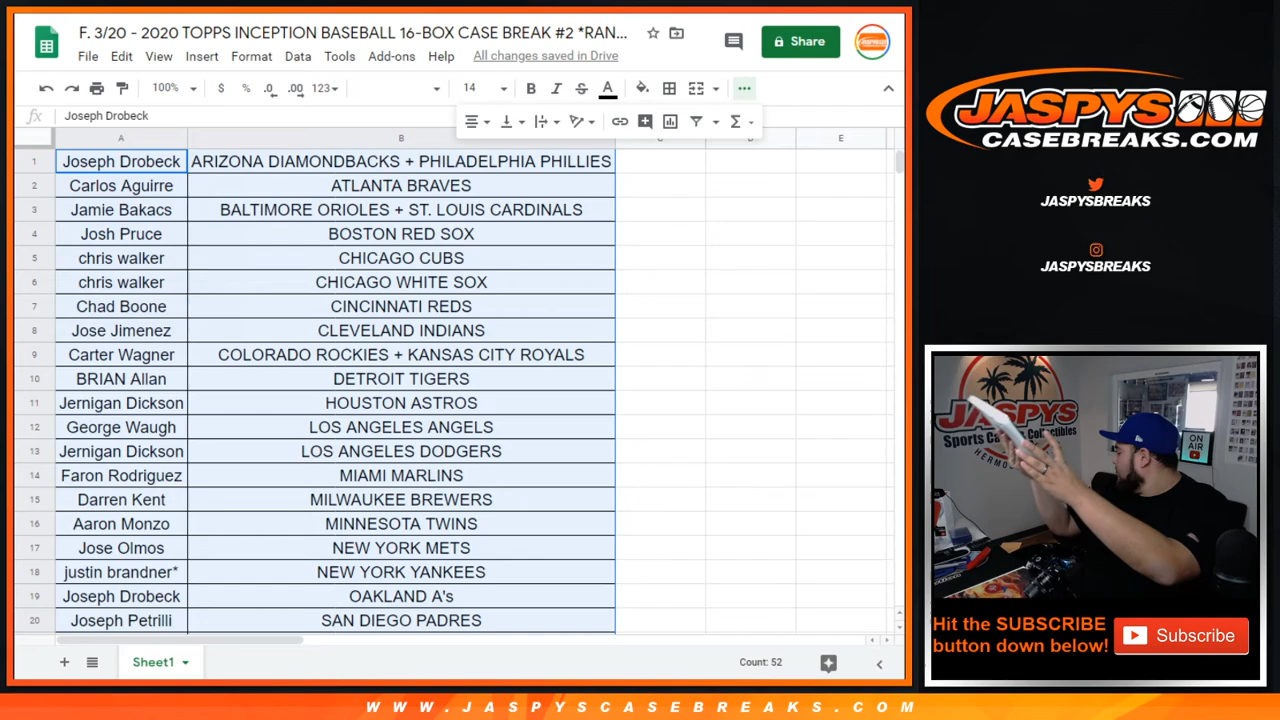 F. 3/20 - 2020 TOPPS INCEPTION BASEBALL 16-BOX CASE BREAK #2 *RAN...
File Edit View Insert Format Data Tools Add-ons Help All changes saved in Drive
Share
100% $ % .0 .00 123 14 B I S A
fx Joseph Drobeck
A B C D E
1 Joseph Drobeck ARIZONA DIAMONDBACKS + PHILADELPHIA PHILLIES
2 Carlos Aguirre ATLANTA BRAVES
3 Jamie Bakacs BALTIMORE ORIOLES + ST. LOUIS CARDINALS
4 Josh Pruce BOSTON RED SOX
5 chris walker CHICAGO CUBS
6 chris walker CHICAGO WHITE SOX
7 Chad Boone CINCINNATI REDS
8 Jose Jimenez CLEVELAND INDIANS
9 Carter Wagner COLORADO ROCKIES + KANSAS CITY ROYALS
10 BRIAN Allan DETROIT TIGERS
11 Jernigan Dickson HOUSTON ASTROS
12 George Waugh LOS ANGELES ANGELS
13 Jernigan Dickson LOS ANGELES DODGERS
14 Faron Rodriguez MIAMI MARLINS
15 Darren Kent MILWAUKEE BREWERS
16 Aaron Monzo MINNESOTA TWINS
17 Jose Olmos NEW YORK METS
18 justin brandner* NEW YORK YANKEES
19 Joseph Drobeck OAKLAND A's
20 Joseph Petrilli SAN DIEGO PADRES
Sheet1
Count: 52
JASPYS
CASEBREAKS.COM
JASPYSBREAKS
JASPYSBREAKS
JASPYS
Sports Ca
Collectibles
HERMOS
ON AIR
Hit the SUBSCRIBE
button down below!
Subscribe
WWW.JASPYSCASEBREAKS.COM